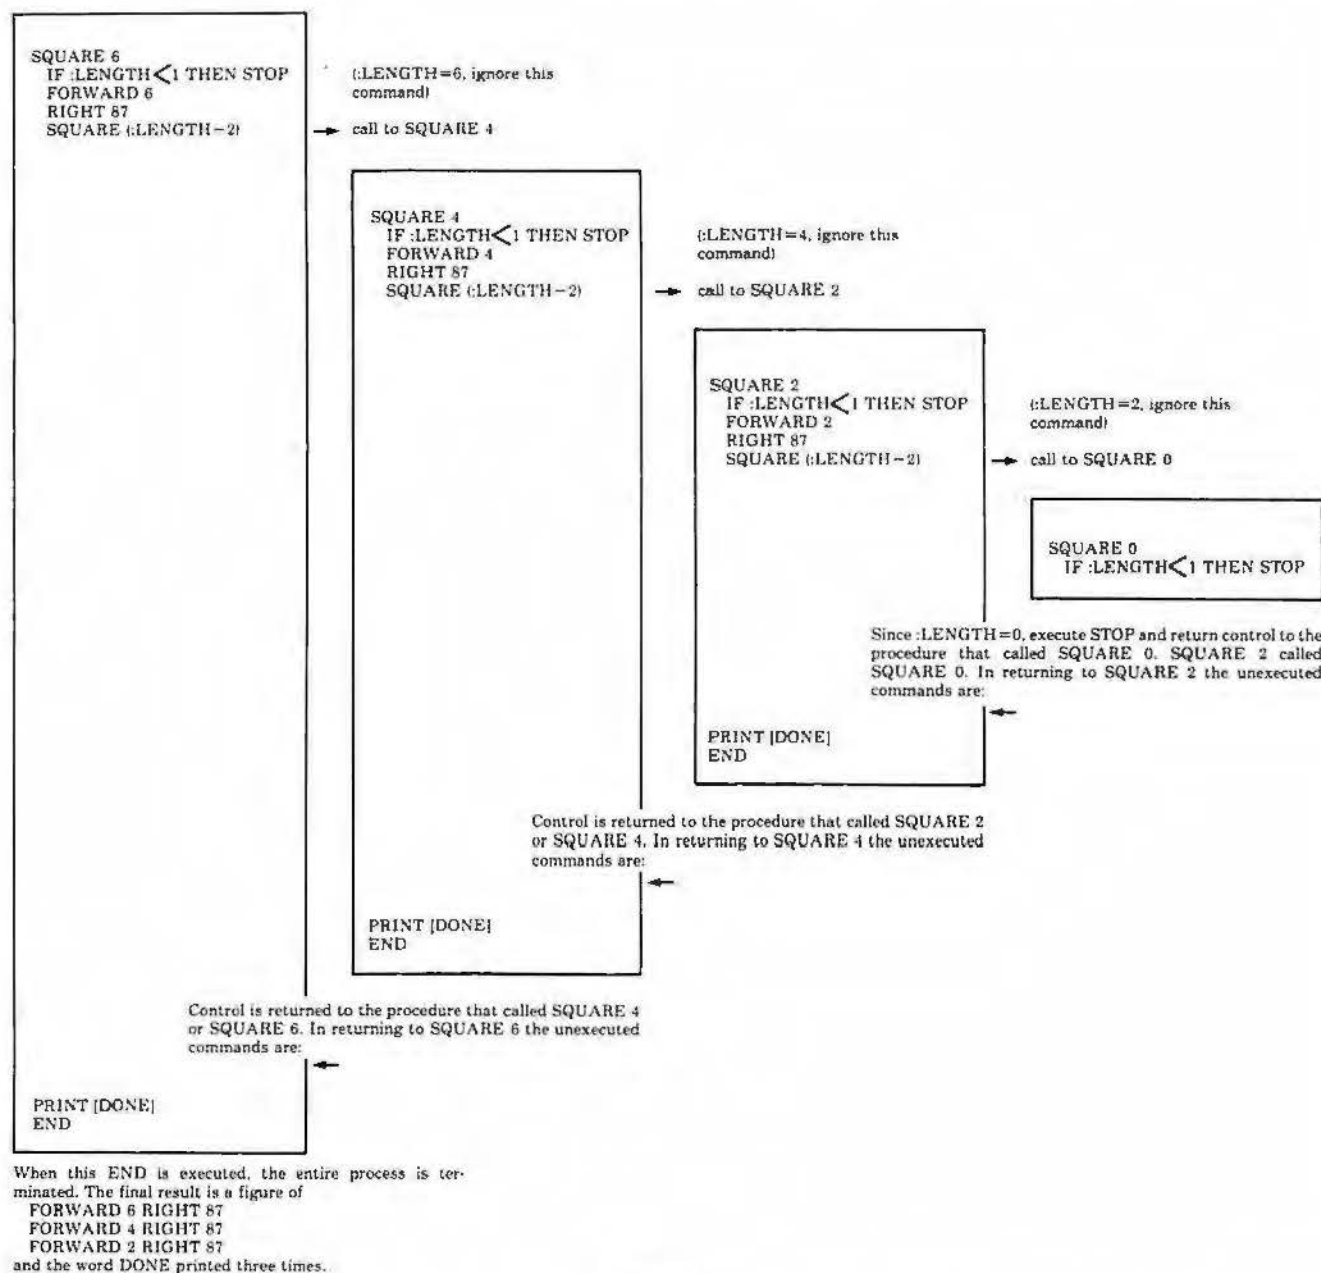 SQUARE 6
IF :LENGTH<1 THEN STOP
FORWARD 6
RIGHT 87
SQUARE (:LENGTH-2)
(:LENGTH=6, ignore this
command)
call to SQUARE 4
SQUARE 4
IF :LENGTH<1 THEN STOP
FORWARD 4
RIGHT 87
SQUARE (:LENGTH-2)
(:LENGTH=4, ignore this
command)
call to SQUARE 2
SQUARE 2
IF :LENGTH<1 THEN STOP
FORWARD 2
RIGHT 87
SQUARE (:LENGTH-2)
(:LENGTH=2, ignore this
command)
call to SQUARE 0
SQUARE 0
IF :LENGTH<1 THEN STOP
Since :LENGTH=0, execute STOP and return control to the
procedure that called SQUARE 0. SQUARE 2 called
SQUARE 0. In returning to SQUARE 2 the unexecuted
commands are:
PRINT [DONE]
END
Control is returned to the procedure that called SQUARE 2
or SQUARE 4. In returning to SQUARE 4 the unexecuted
commands are:
PRINT [DONE]
END
Control is returned to the procedure that called SQUARE 4
or SQUARE 6. In returning to SQUARE 6 the unexecuted
commands are:
PRINT [DONE]
END
When this END is executed, the entire process is ter-
minated. The final result is a figure of
FORWARD 6 RIGHT 87
FORWARD 4 RIGHT 87
FORWARD 2 RIGHT 87
and the word DONE printed three times.